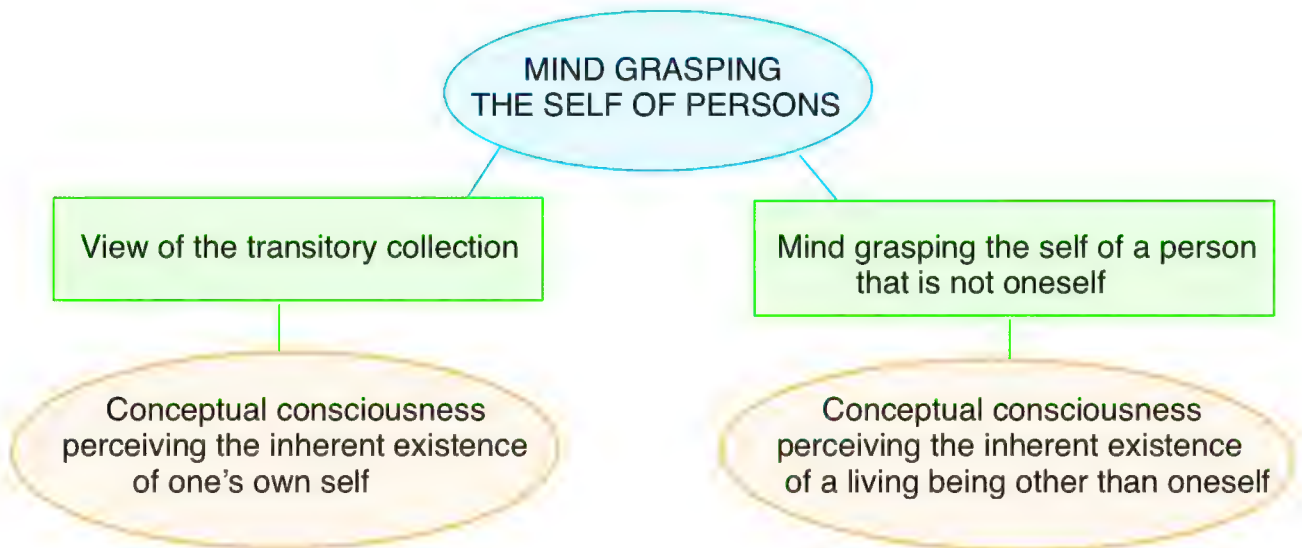 MIND GRASPING
THE SELF OF PERSONS
View of the transitory collection
Mind grasping the self of a person
that is not oneself
Conceptual consciousness
perceiving the inherent existence
of one's own self
Conceptual consciousness
perceiving the inherent existence
of a living being other than oneself